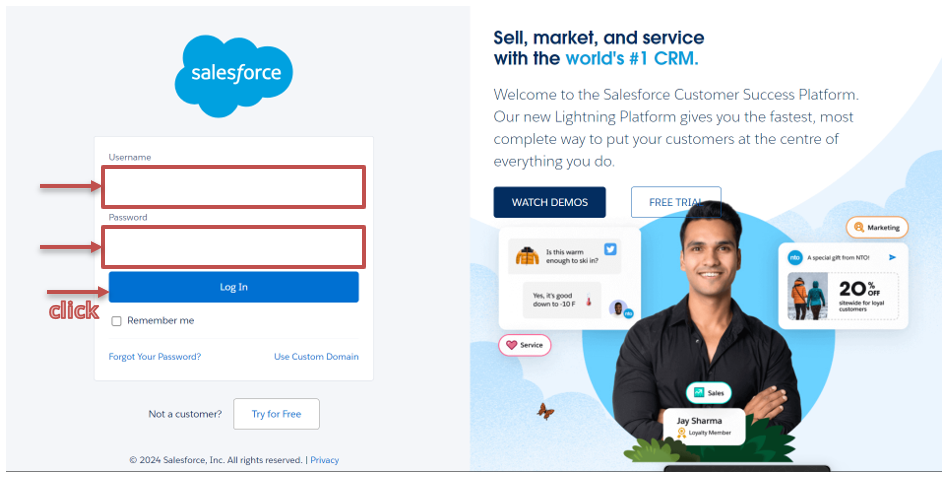 salesforce
Username
Password
Log In
click
Remember me
Forgot Your Password?
Use Custom Domain
Not a customer?
Try for Free
© 2024 Salesforce, Inc. All rights reserved. | Privacy
Sell, market, and service
with the world's #1 CRM.
Welcome to the Salesforce Customer Success Platform.
Our new Lightning Platform gives you the fastest, most
complete way to put your customers at the centre of
everything you do.
WATCH DEMOS
FREE TRIAL
Marketing
Is this warm
enough to ski in?
Yes, it's good
down to -10 F
nto
Service
nto
A special gift from NTO!
20% OFF
sitewide for loyal
customers
Sales
Jay Sharma
Loyalty Member